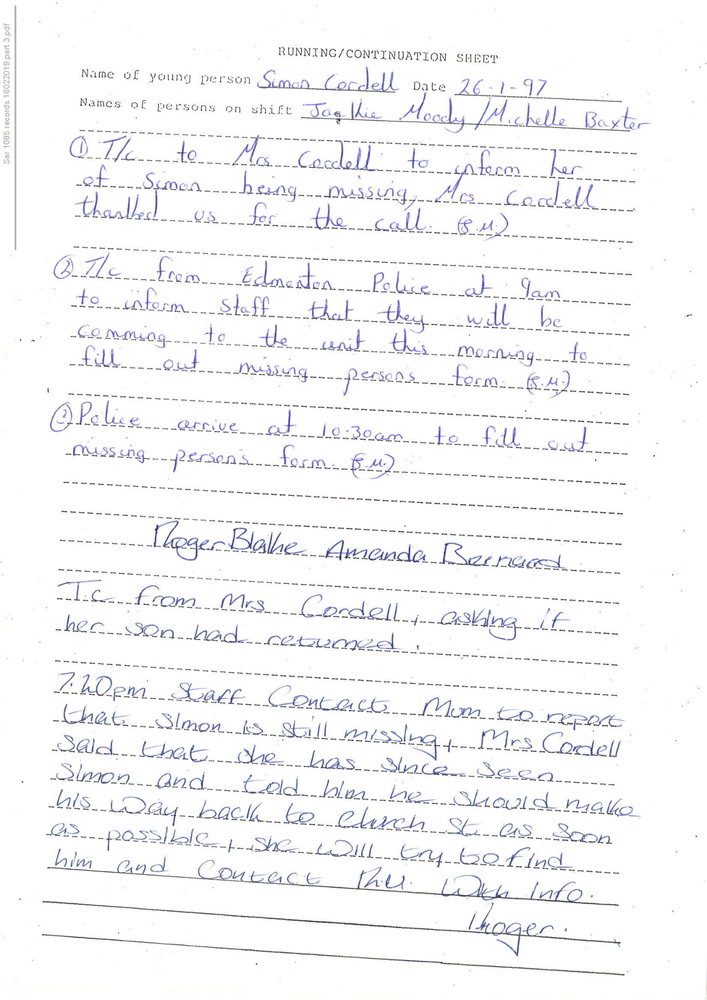 Sar 1085 records 16022019.part 3.pdf
RUNNING/CONTINUATION SHEET
Name of young person Simon Cordell Date 26-1-97
Names of persons on shift Jackie Moody/Michelle Baxter
① T/c to Mrs Cordell to inform her
of Simon being missing, Mrs Cordell
thanked us for the call. (J.M.)
② T/c from Edmonton Police at 9am
to inform staff that they will be
comming to the unit this morning to
fill out missing persons form. (J.M.)
③ Police arrive at 10.30am to fill out
missing person's form. (J.M.)
Roger Blake Amanda Bernard
T.c from Mrs Cordell, asking if
her son had returned.
7.20pm Staff Contact Mum to report
that Simon is still missing, Mrs Cordell
said that she has since seen
Simon and told him he should make
his way back to Church St as soon
as possible, she will try to find
him and Contact R.U. With Info.
Roger.